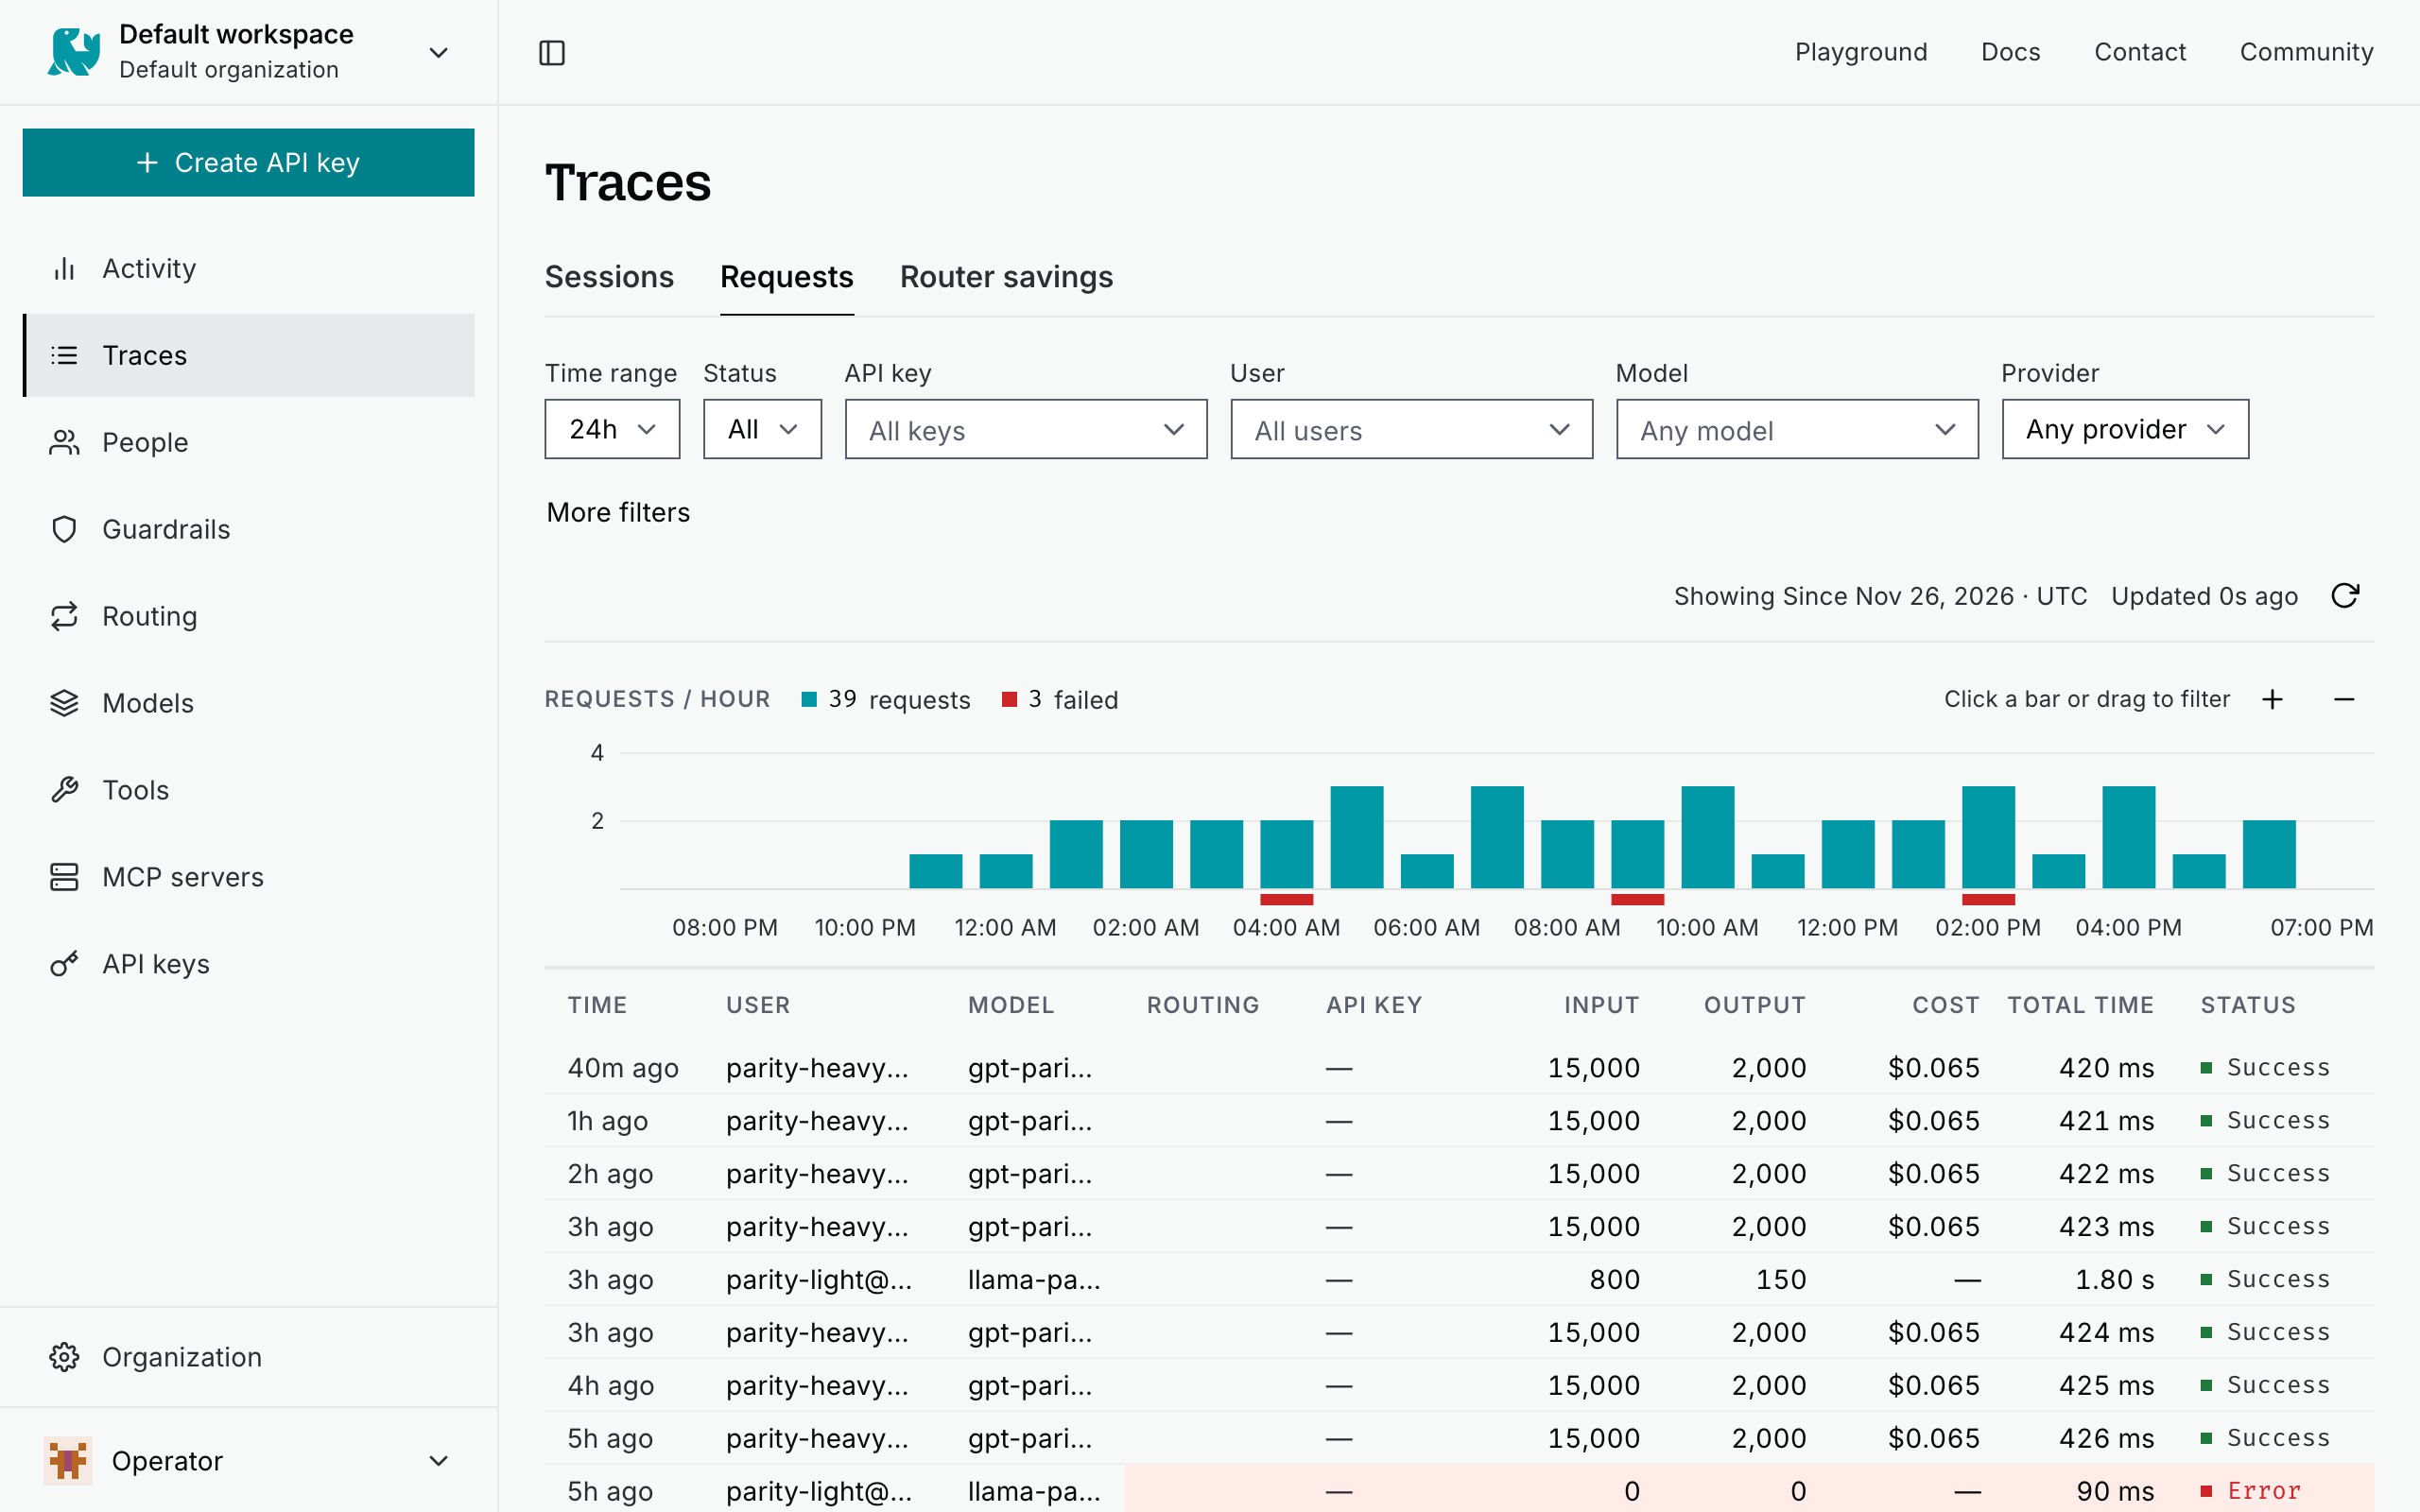 Default workspace
Default organization
Playground Docs Contact Community
+ Create API key
Activity
Traces
People
Guardrails
Routing
Models
Tools
MCP servers
API keys
Organization
Operator
Traces
Sessions Requests Router savings
Time range Status API key User Model Provider
24h All All keys All users Any model Any provider
More filters
Showing Since Nov 26, 2026 · UTC Updated 0s ago
REQUESTS / HOUR 39 requests 3 failed Click a bar or drag to filter + −
4
2
08:00 PM 10:00 PM 12:00 AM 02:00 AM 04:00 AM 06:00 AM 08:00 AM 10:00 AM 12:00 PM 02:00 PM 04:00 PM 07:00 PM
TIME USER MODEL ROUTING API KEY INPUT OUTPUT COST TOTAL TIME STATUS
40m ago parity-heavy... gpt-pari... — 15,000 2,000 $0.065 420 ms Success
1h ago parity-heavy... gpt-pari... — 15,000 2,000 $0.065 421 ms Success
2h ago parity-heavy... gpt-pari... — 15,000 2,000 $0.065 422 ms Success
3h ago parity-heavy... gpt-pari... — 15,000 2,000 $0.065 423 ms Success
3h ago parity-light@... llama-pa... — 800 150 — 1.80 s Success
3h ago parity-heavy... gpt-pari... — 15,000 2,000 $0.065 424 ms Success
4h ago parity-heavy... gpt-pari... — 15,000 2,000 $0.065 425 ms Success
5h ago parity-heavy... gpt-pari... — 15,000 2,000 $0.065 426 ms Success
5h ago parity-light@... llama-pa... — 0 0 — 90 ms Error